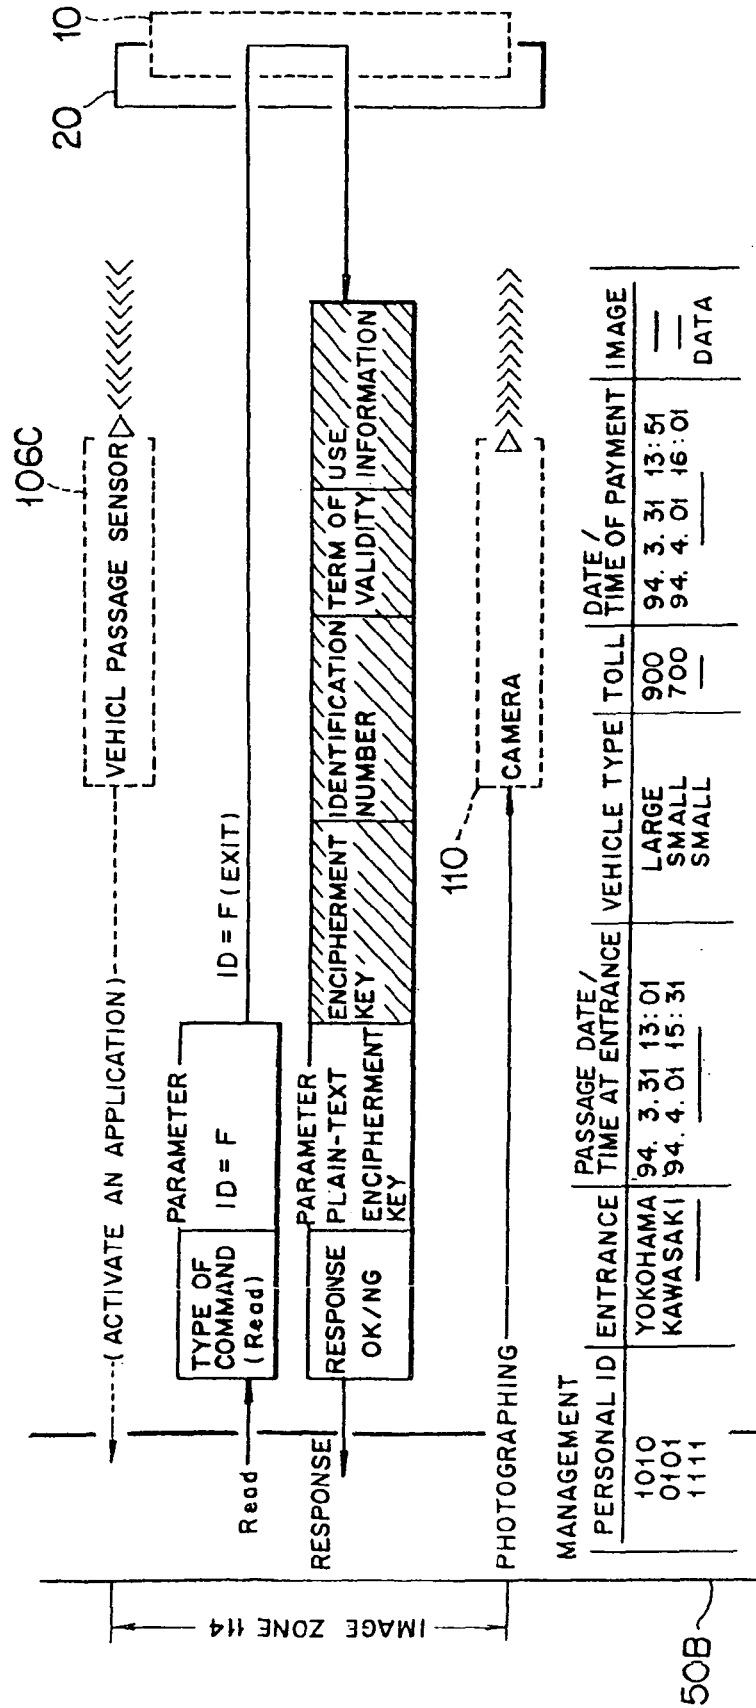 106C
VEHICL PASSAGE SENSOR
(ACTIVATE AN APPLICATION)
20
10
PARAMETER
TYPE OF
COMMAND
(Read)
ID = F
ID = F (EXIT)
Read
RESPONSE
PARAMETER
RESPONSE
OK/NG
PLAIN-TEXT
ENCIPHERMENT
KEY
ENCIPHERMENT
KEY
IDENTIFICATION
NUMBER
TERM OF
VALIDITY
USE
INFORMATION
IMAGE ZONE 114
PHOTOGRAPHING
110
CAMERA
MANAGEMENT
PERSONAL ID ENTRANCE PASSAGE DATE / TIME AT ENTRANCE VEHICLE TYPE TOLL DATE / TIME OF PAYMENT IMAGE
1010 YOKOHAMA 94. 3.31 13:01 LARGE 900 94. 3. 31 13:51 —
0101 KAWASAKI '94. 4.01 15:31 SMALL 700 94. 4. 01 16:01 —
1111 — — SMALL — — DATA
50B